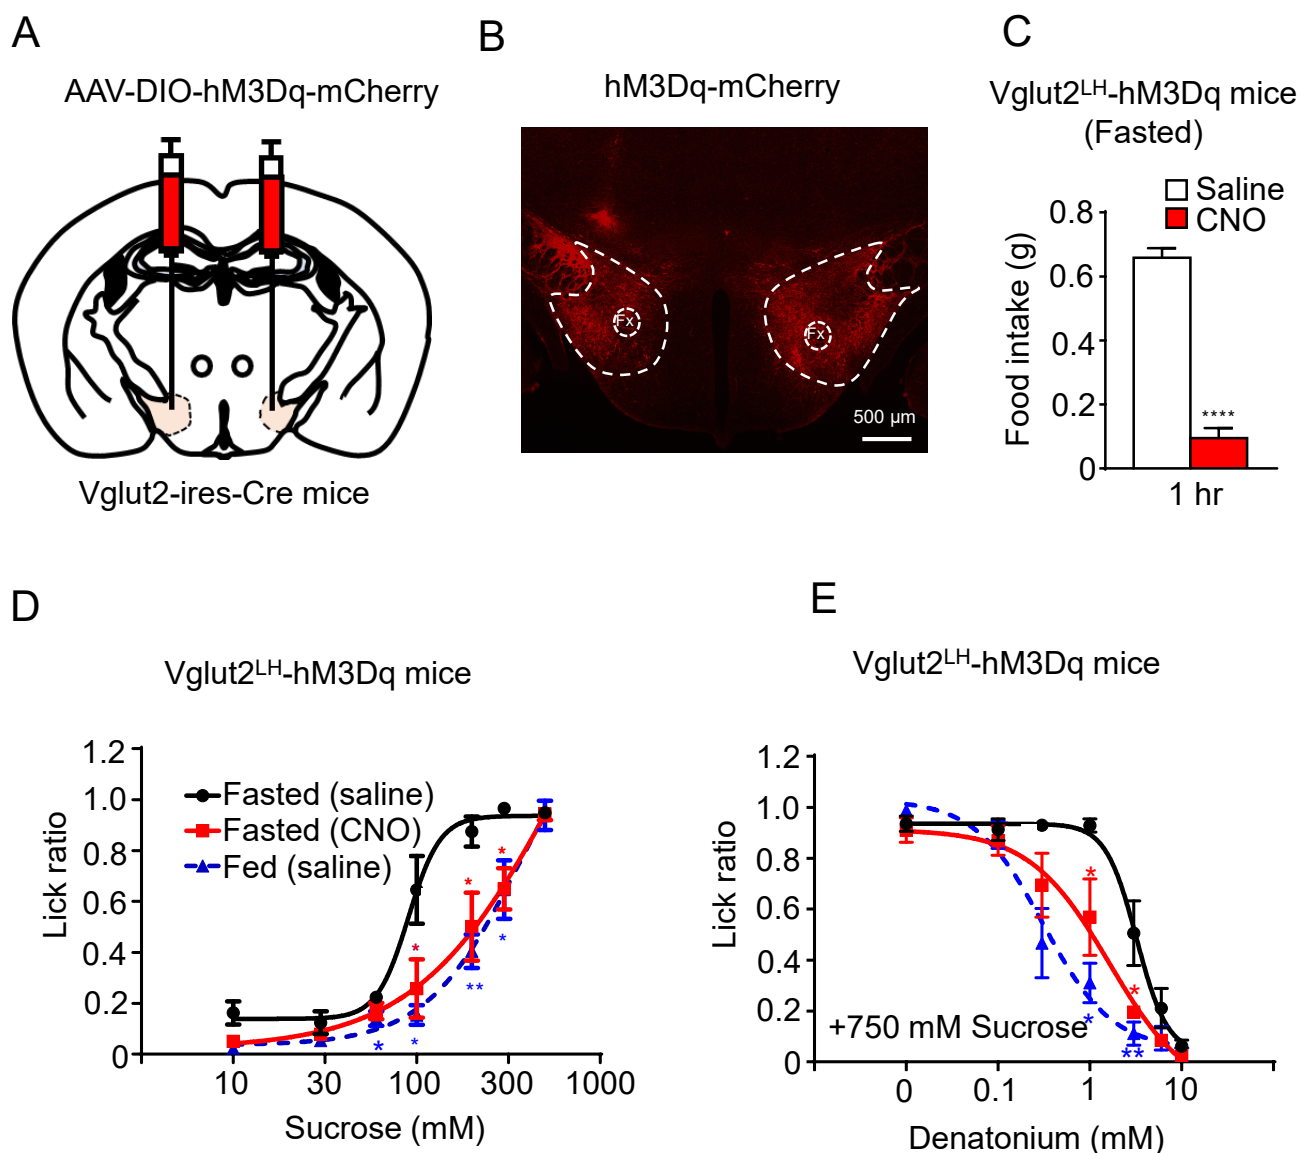 A
AAV-DIO-hM3Dq-mCherry
Vglut2-ires-Cre mice
B
hM3Dq-mCherry
Fx
Fx
500 μm
C
Vglut2ᴸᴴ-hM3Dq mice
(Fasted)
Saline
CNO
Food intake (g)
0.8
0.6
0.4
0.2
0
****
1 hr
D
Vglut2ᴸᴴ-hM3Dq mice
Lick ratio
1.2
1.0
0.8
0.6
0.4
0.2
0
Fasted (saline)
Fasted (CNO)
Fed (saline)
*
*
*
*
**
*
*
10 30 100 300 1000
Sucrose (mM)
E
Vglut2ᴸᴴ-hM3Dq mice
Lick ratio
1.2
1.0
0.8
0.6
0.4
0.2
0
*
*
*
**
+750 mM Sucrose
0 0.1 1 10
Denatonium (mM)